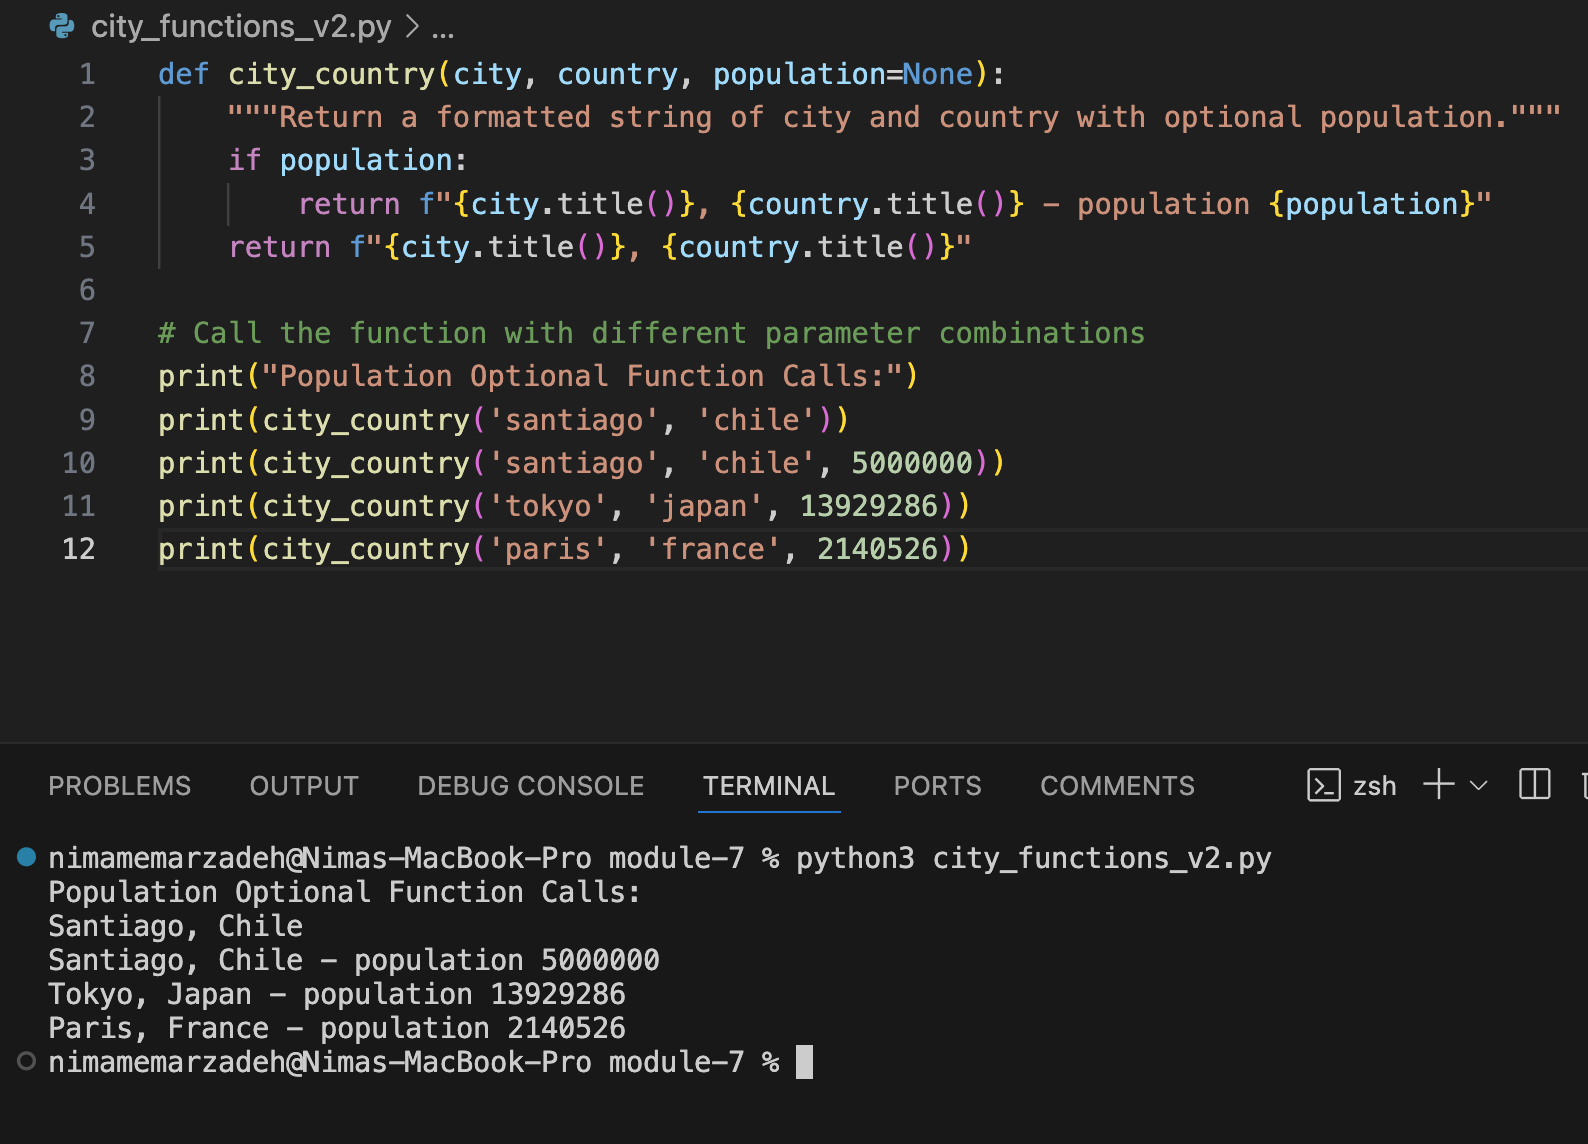 city_functions_v2.py > ...
1 def city_country(city, country, population=None):
2     """Return a formatted string of city and country with optional population."""
3     if population:
4         return f"{city.title()}, {country.title()} - population {population}"
5     return f"{city.title()}, {country.title()}"
6
7 # Call the function with different parameter combinations
8 print("Population Optional Function Calls:")
9 print(city_country('santiago', 'chile'))
10 print(city_country('santiago', 'chile', 5000000))
11 print(city_country('tokyo', 'japan', 13929286))
12 print(city_country('paris', 'france', 2140526))
PROBLEMS OUTPUT DEBUG CONSOLE TERMINAL PORTS COMMENTS zsh
nimamemarzadeh@Nimas-MacBook-Pro module-7 % python3 city_functions_v2.py
Population Optional Function Calls:
Santiago, Chile
Santiago, Chile - population 5000000
Tokyo, Japan - population 13929286
Paris, France - population 2140526
nimamemarzadeh@Nimas-MacBook-Pro module-7 %